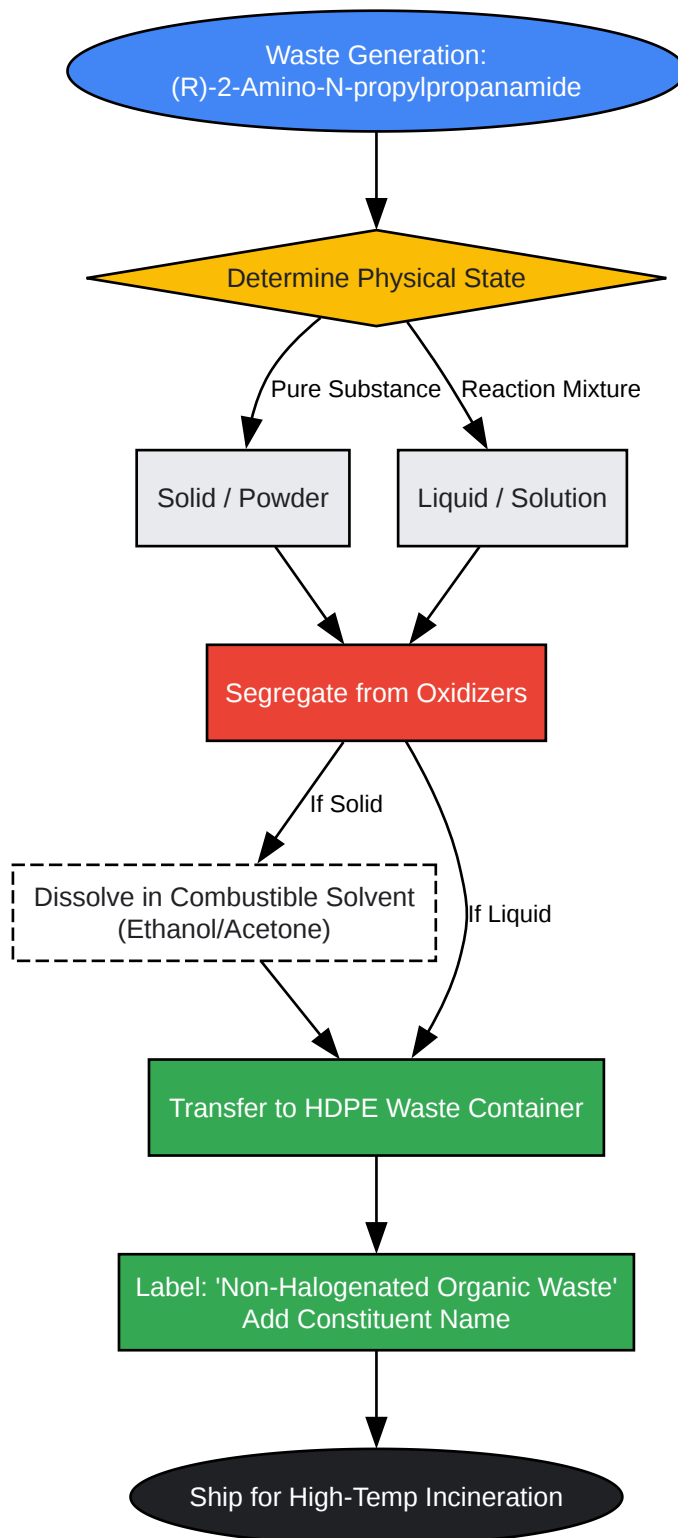 Waste Generation:
(R)-2-Amino-N-propylpropanamide
Determine Physical State
Pure Substance
Reaction Mixture
Solid / Powder
Liquid / Solution
Segregate from Oxidizers
If Solid
Dissolve in Combustible Solvent
(Ethanol/Acetone)
If Liquid
Transfer to HDPE Waste Container
Label: 'Non-Halogenated Organic Waste'
Add Constituent Name
Ship for High-Temp Incineration